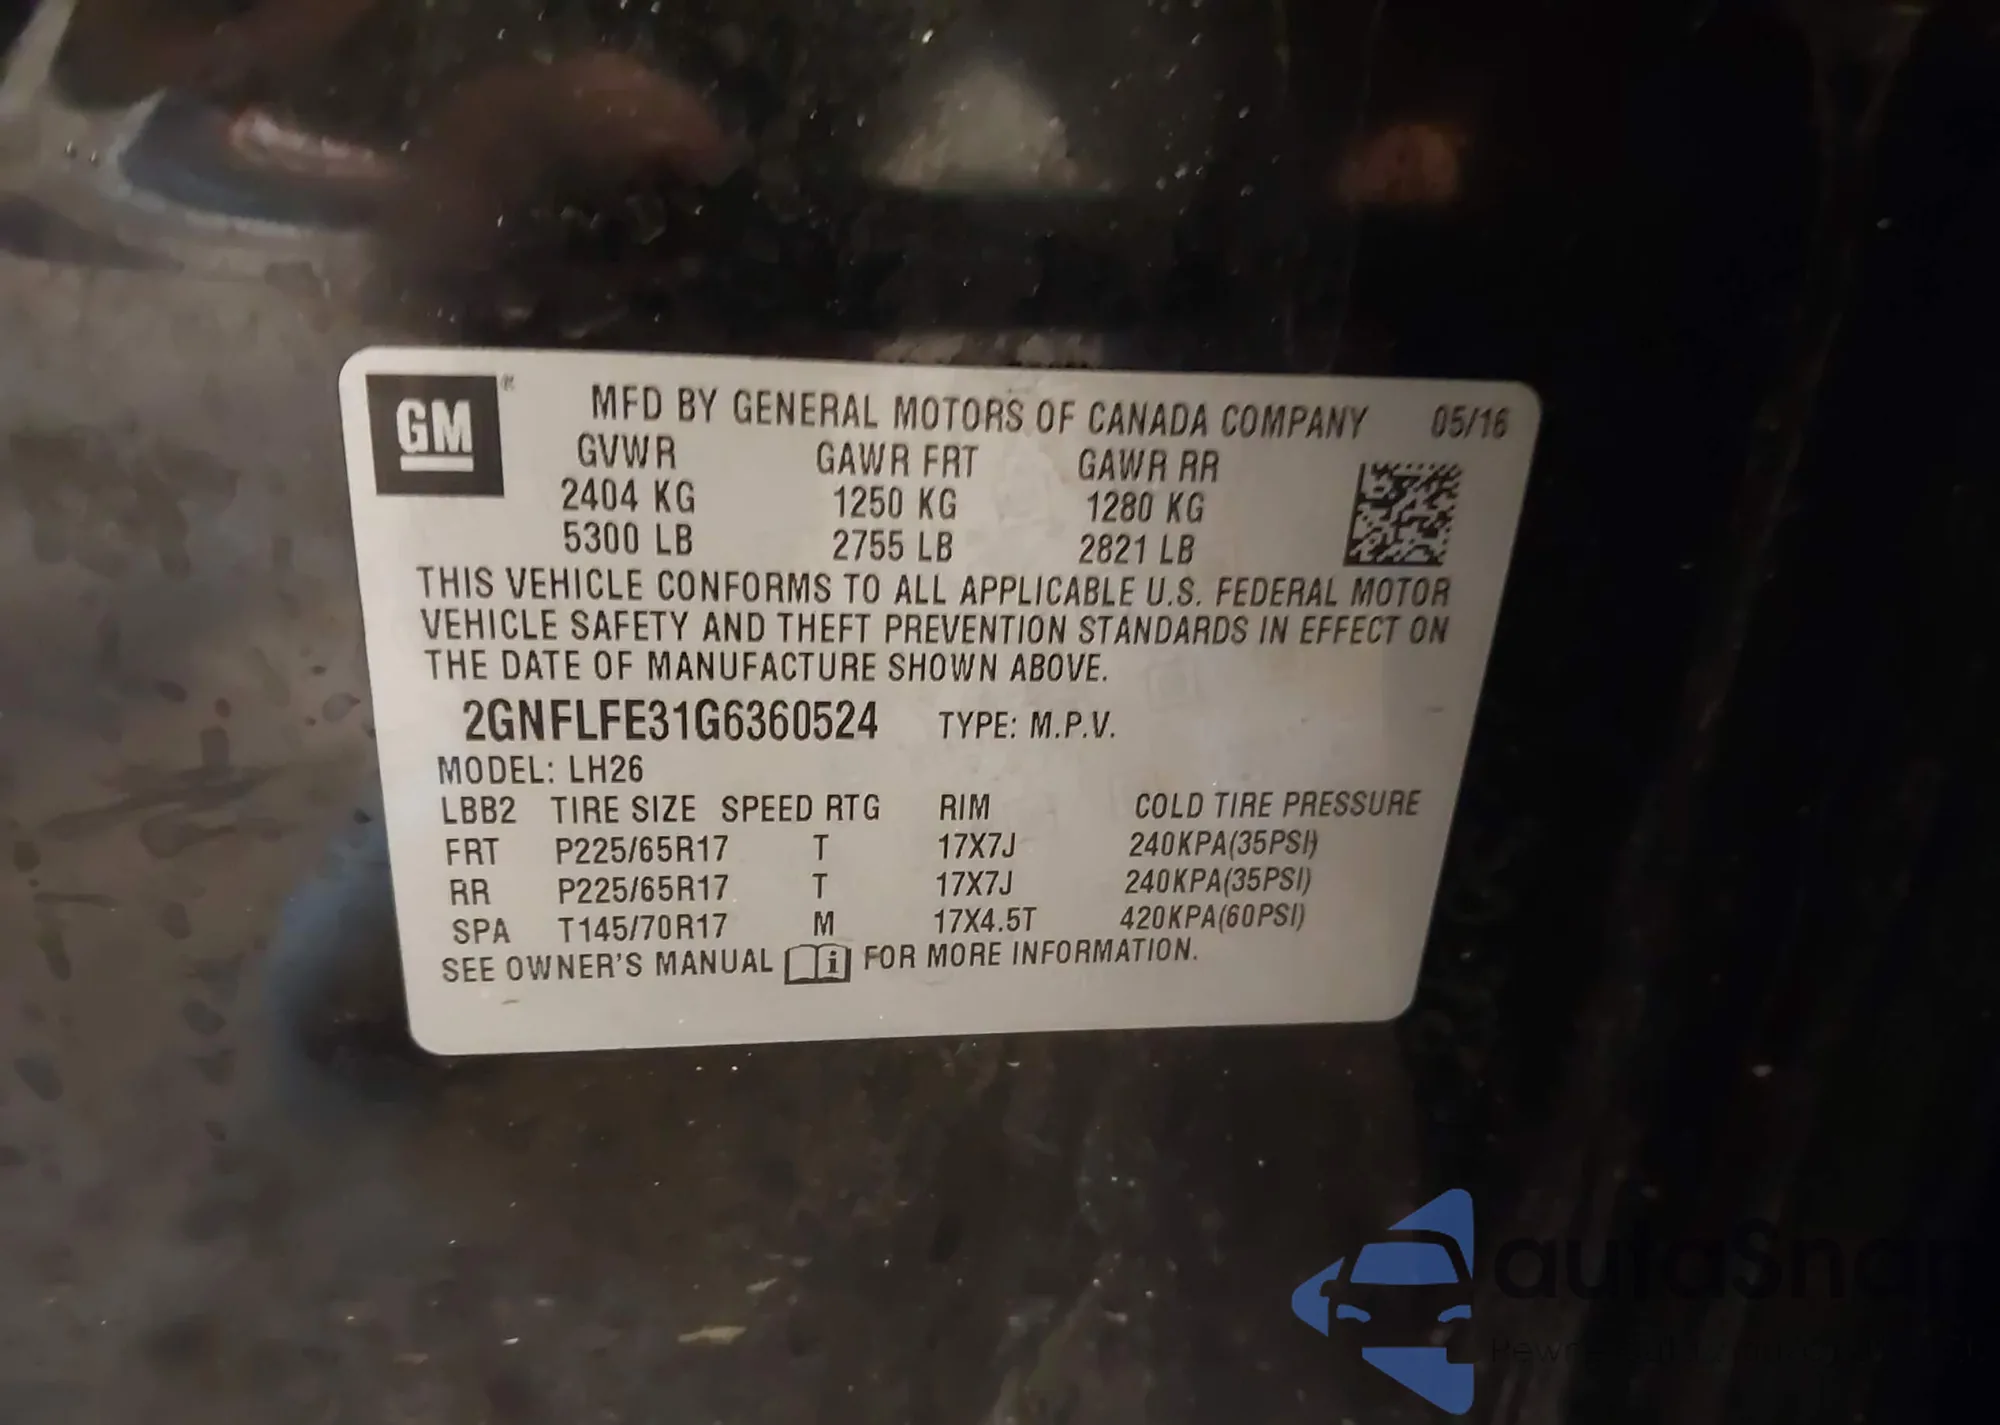 GM®
MFD BY GENERAL MOTORS OF CANADA COMPANY 05/16
GVWR GAWR FRT GAWR RR
2404 KG 1250 KG 1280 KG
5300 LB 2755 LB 2821 LB
THIS VEHICLE CONFORMS TO ALL APPLICABLE U.S. FEDERAL MOTOR
VEHICLE SAFETY AND THEFT PREVENTION STANDARDS IN EFFECT ON
THE DATE OF MANUFACTURE SHOWN ABOVE.
2GNFLFE31G6360524 TYPE: M.P.V.
MODEL: LH26
LBB2 TIRE SIZE SPEED RTG RIM COLD TIRE PRESSURE
FRT P225/65R17 T 17X7J 240KPA(35PSI)
RR P225/65R17 T 17X7J 240KPA(35PSI)
SPA T145/70R17 M 17X4.5T 420KPA(60PSI)
SEE OWNER'S MANUAL i FOR MORE INFORMATION.